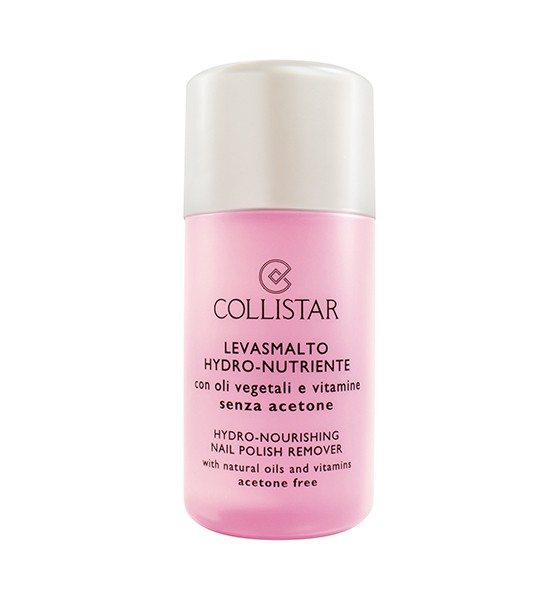 COLLISTAR
LEVASMALTO
HYDRO-NUTRIENTE
con oli vegetali e vitamine
senza acetone
HYDRO-NOURISHING
NAIL POLISH REMOVER
with natural oils and vitamins
acetone free